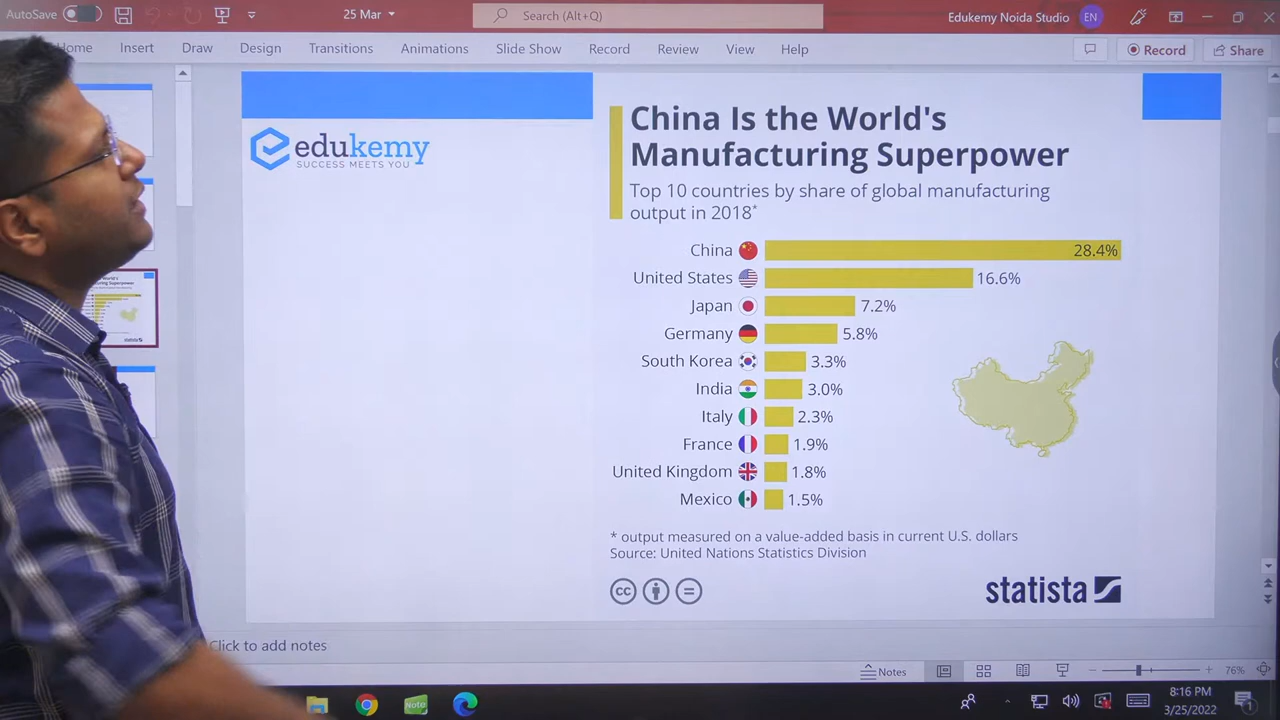 AutoSave
25 Mar
Search (Alt+Q)
Edukemy Noida Studio
EN
Home
Insert
Draw
Design
Transitions
Animations
Slide Show
Record
Review
View
Help
Record
Share
edukemy
SUCCESS MEETS YOU
China Is the World's
Manufacturing Superpower
Top 10 countries by share of global manufacturing
output in 2018*
China 28.4%
United States 16.6%
Japan 7.2%
Germany 5.8%
South Korea 3.3%
India 3.0%
Italy 2.3%
France 1.9%
United Kingdom 1.8%
Mexico 1.5%
* output measured on a value-added basis in current U.S. dollars
Source: United Nations Statistics Division
cc
statista
Click to add notes
Notes
76%
Note
8:16 PM
3/25/2022
1